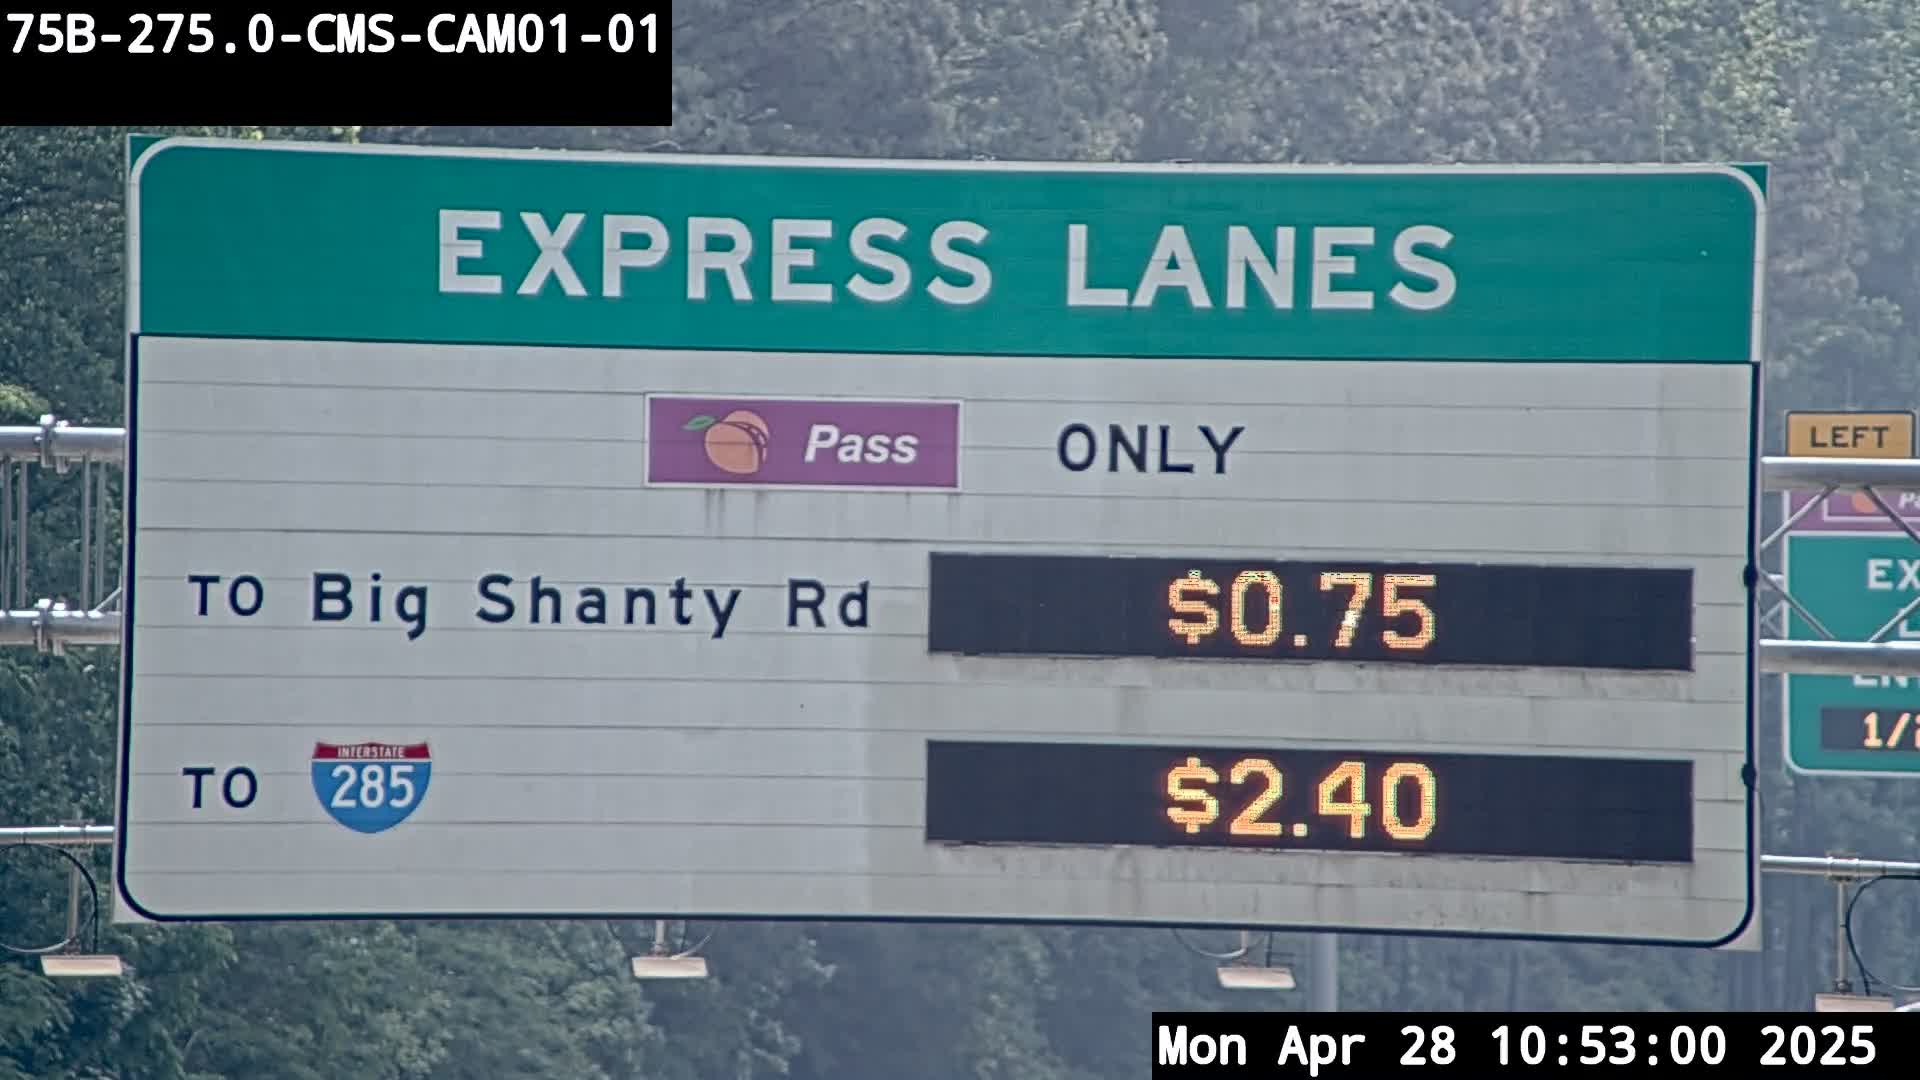 75B-275.0-CMS-CAM01-01
EXPRESS LANES
Pass ONLY
LEFT
TO Big Shanty Rd $0.75
TO INTERSTATE 285 $2.40
Mon Apr 28 10:53:00 2025